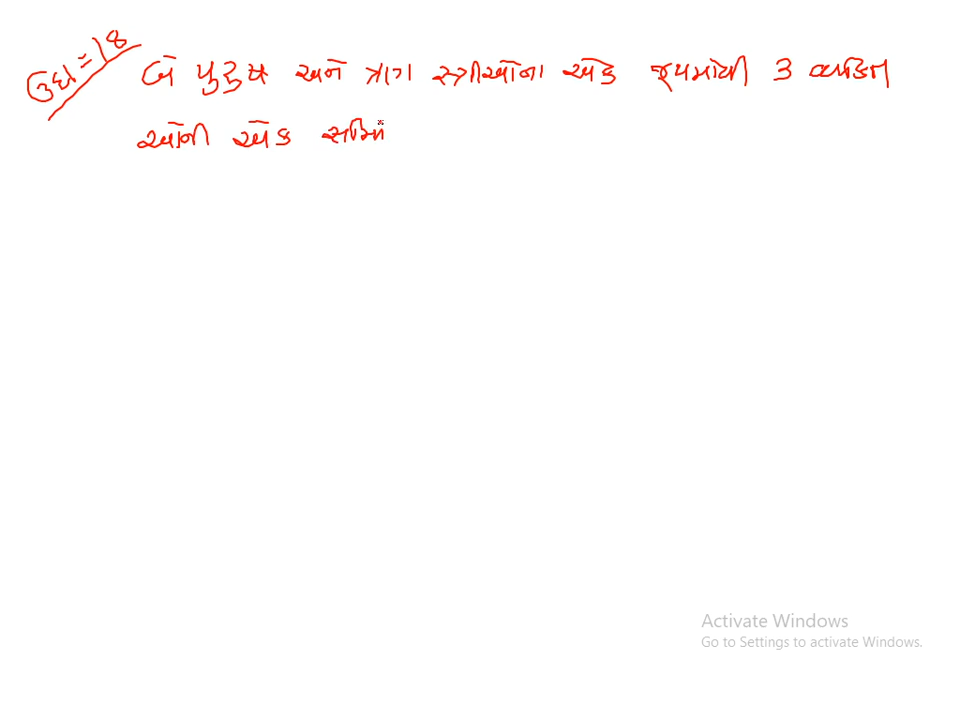 ઉદા=18
બે પુરુષ અને ત્રણ સ્ત્રીઓના એક જૂથમાંથી 3 વ્યક્તિ
ઓની એક સમિ
Activate Windows
Go to Settings to activate Windows.